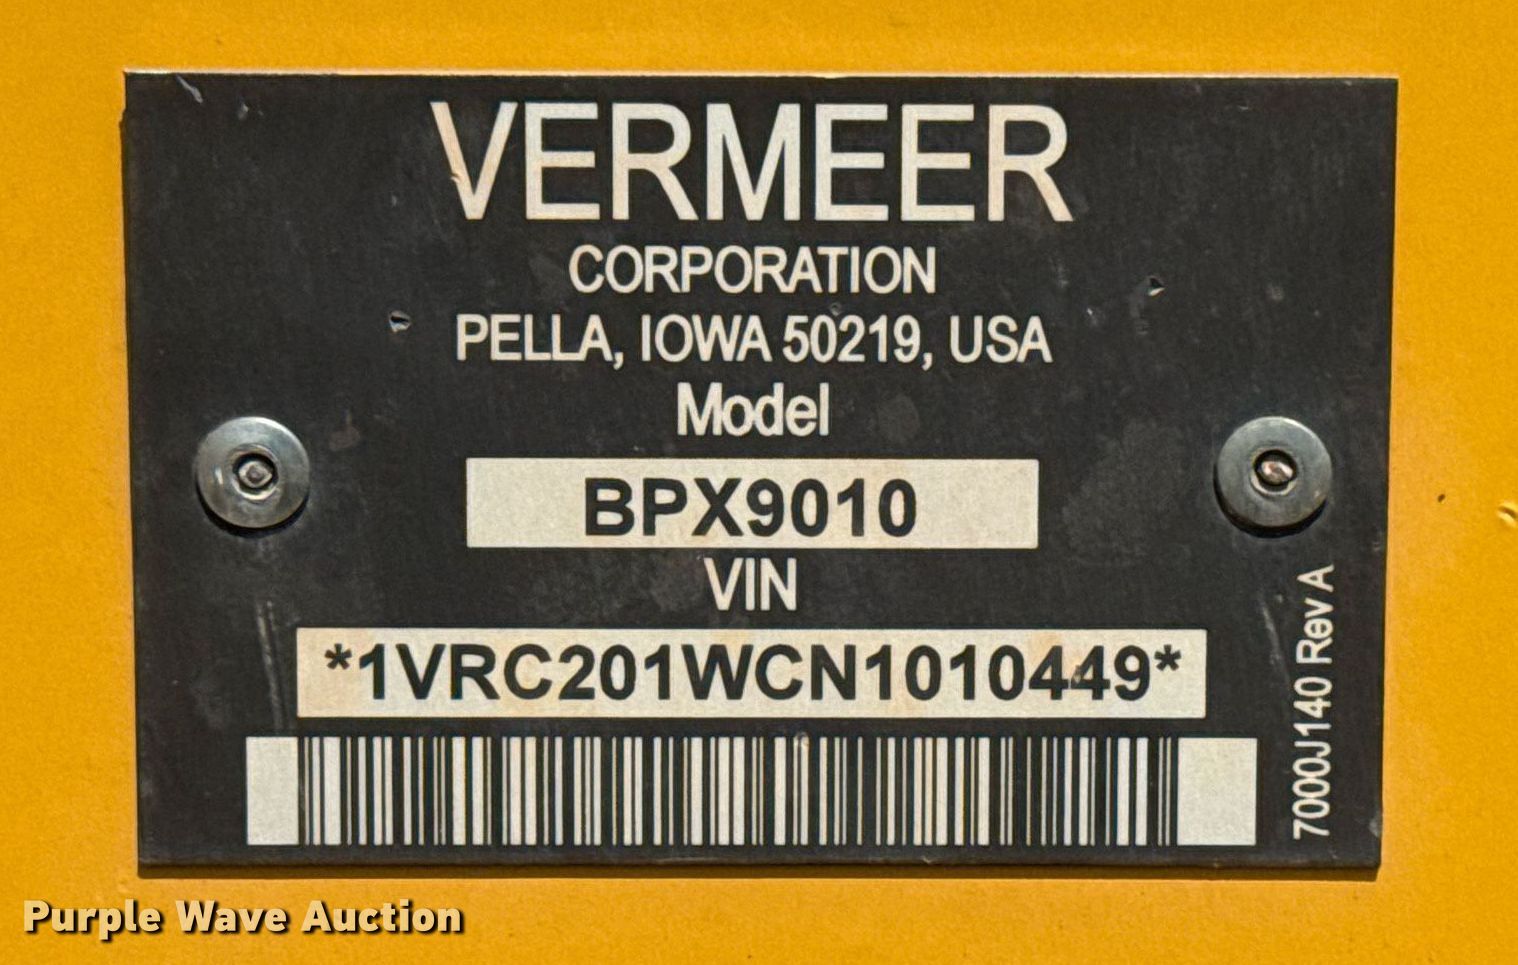 VERMEER
CORPORATION
PELLA, IOWA 50219, USA
Model
BPX9010
VIN
*1VRC201WCN1010449*
7000J140 Rev A
Purple Wave Auction